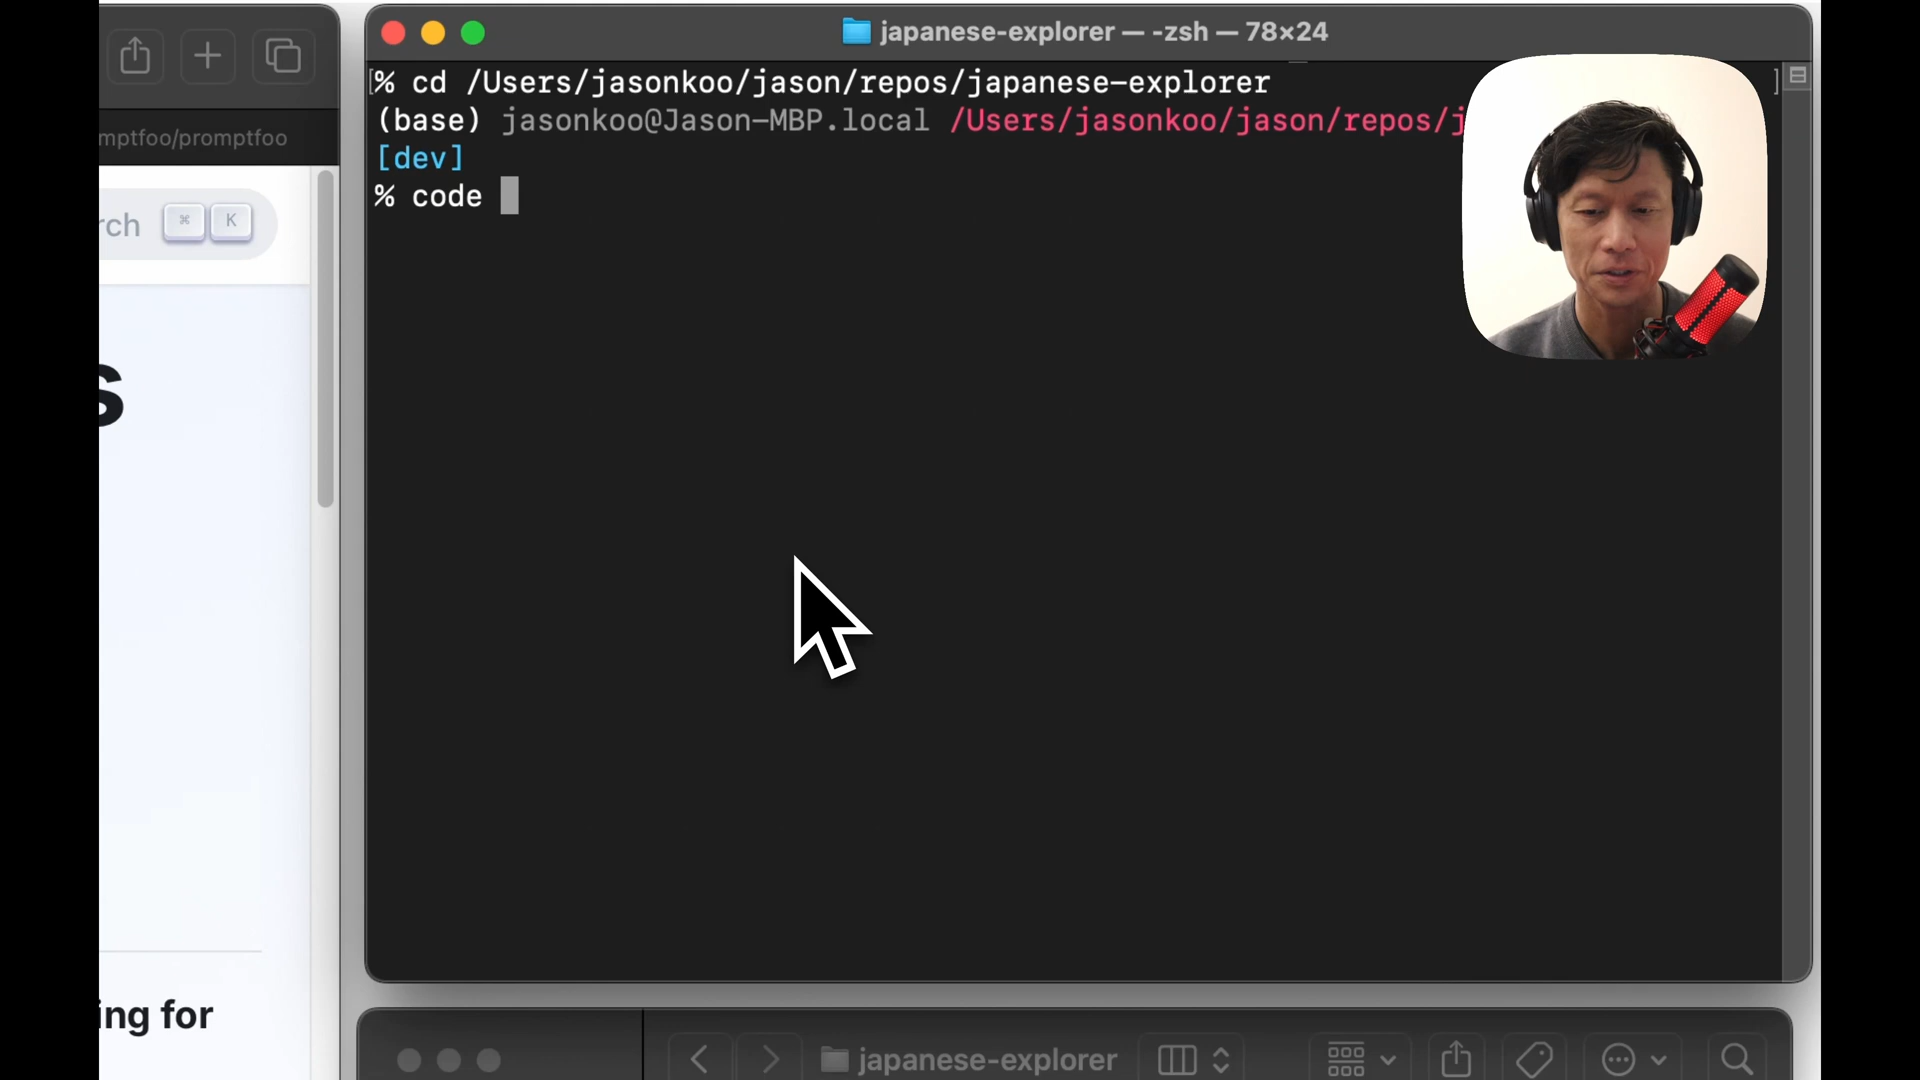 japanese-explorer — -zsh — 78×24
[% cd /Users/jasonkoo/jason/repos/japanese-explorer ]
(base) jasonkoo@Jason-MBP.local /Users/jasonkoo/jason/repos/j
[dev]
% code
mptfoo/promptfoo
rch ⌘ K
s
ing for
japanese-explorer